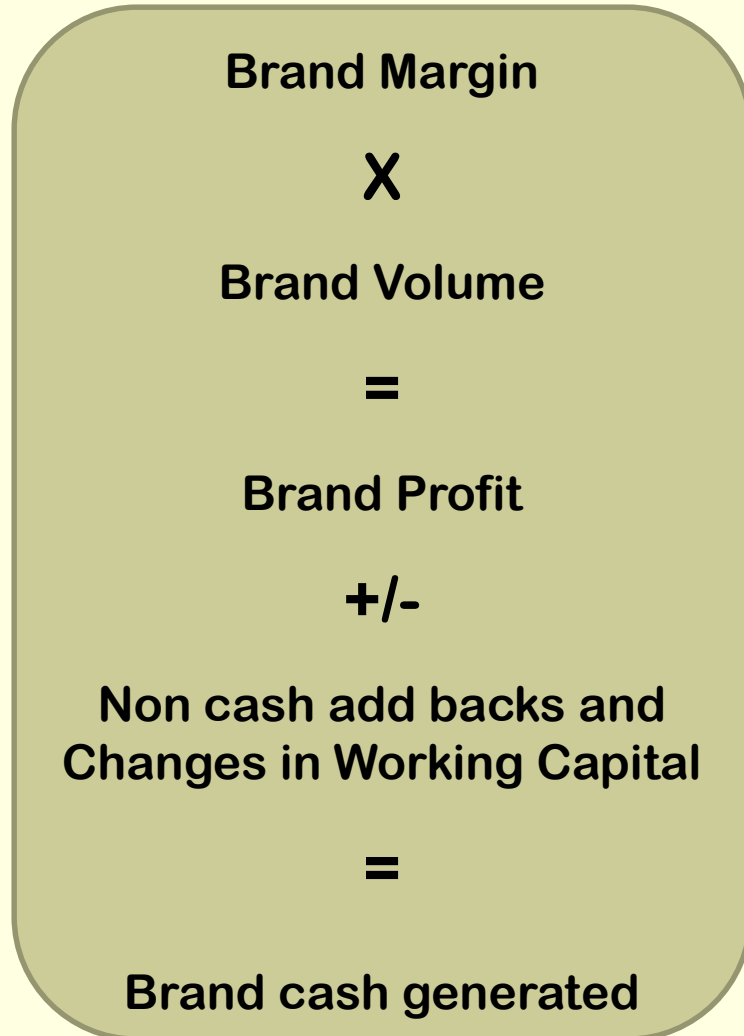 Brand Margin
X
Brand Volume
=
Brand Profit
+/-
Non cash add backs and
Changes in Working Capital
=
Brand cash generated